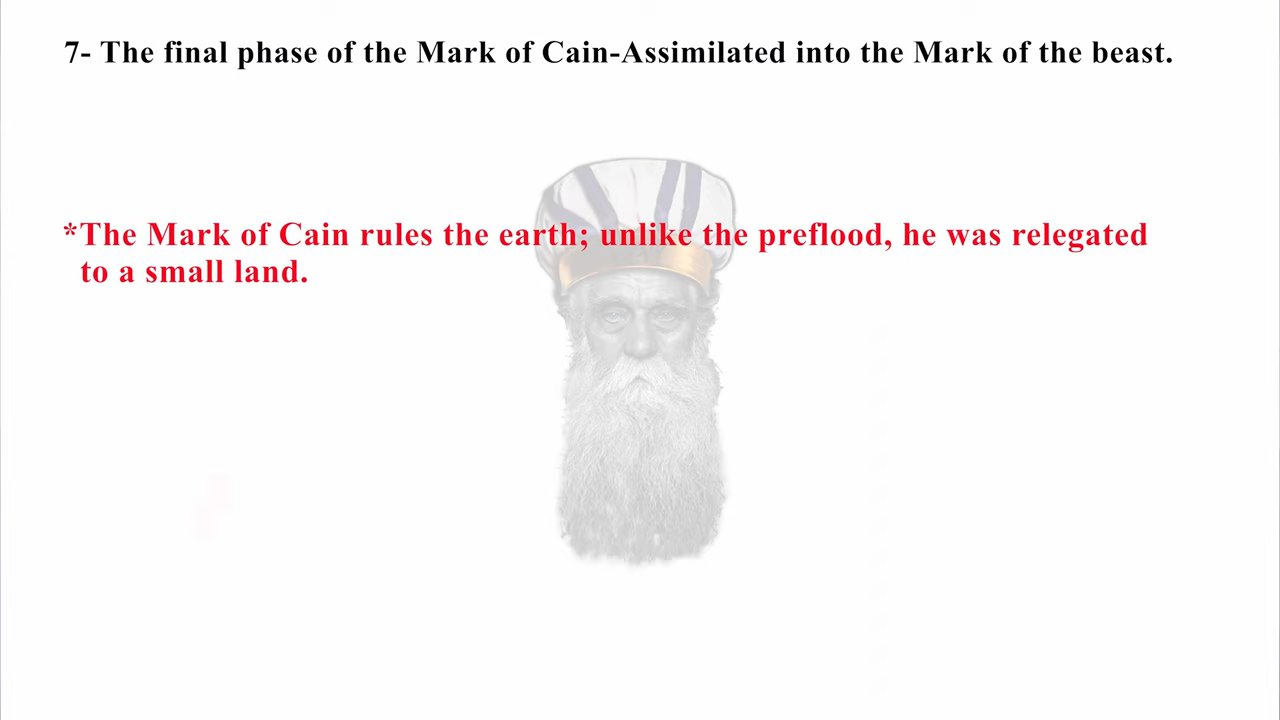 7- The final phase of the Mark of Cain-Assimilated into the Mark of the beast.
*The Mark of Cain rules the earth; unlike the preflood, he was relegated
to a small land.